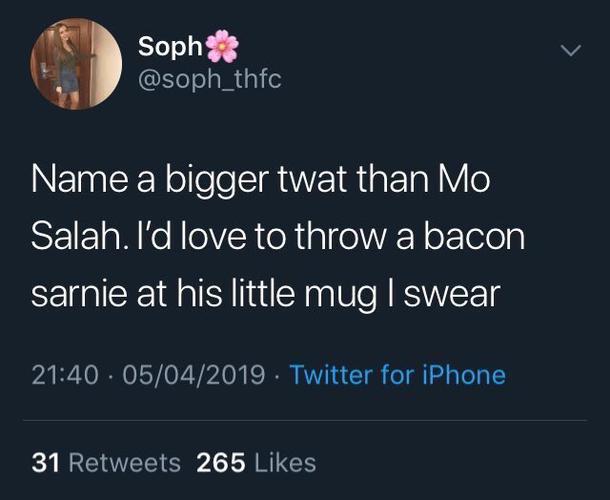 Soph🌸
@soph_thfc
Name a bigger twat than Mo
Salah. I'd love to throw a bacon
sarnie at his little mug I swear
21:40 · 05/04/2019 · Twitter for iPhone
31 Retweets 265 Likes